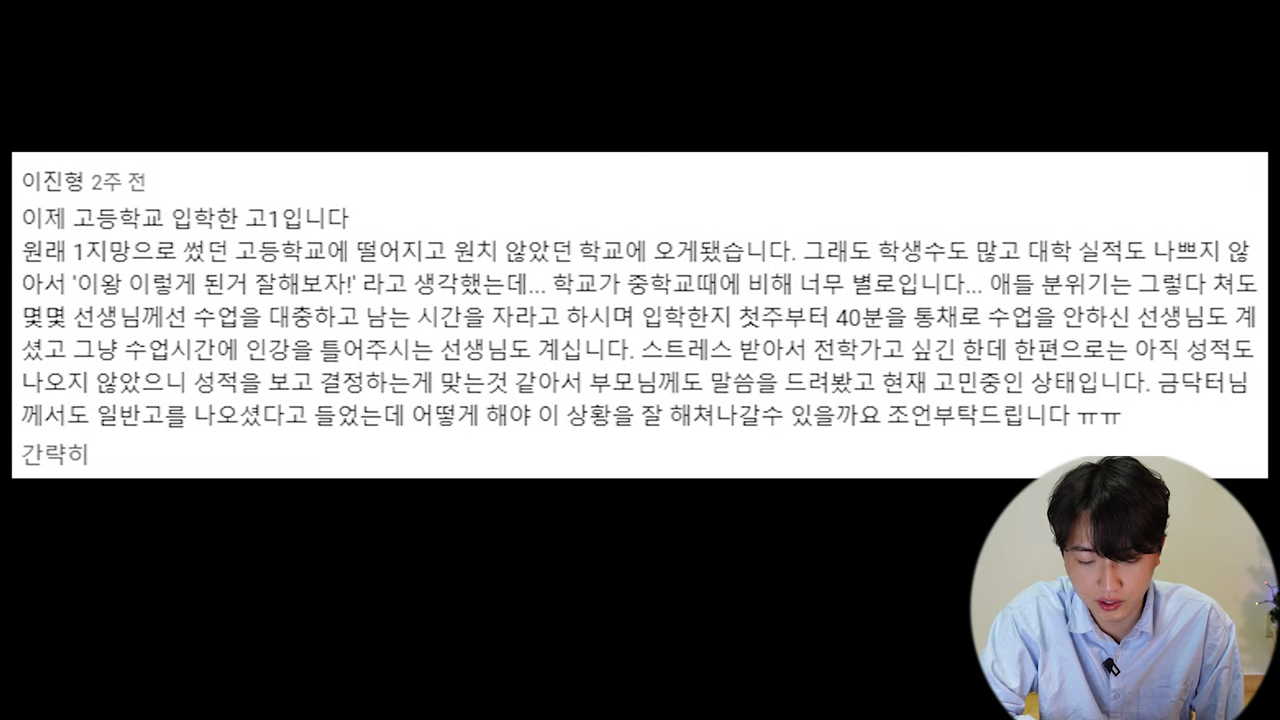 이진형 2주 전
이제 고등학교 입학한 고1입니다
원래 1지망으로 썼던 고등학교에 떨어지고 원치 않았던 학교에 오게됐습니다. 그래도 학생수도 많고 대학 실적도 나쁘지 않
아서 '이왕 이렇게 된거 잘해보자!' 라고 생각했는데... 학교가 중학교때에 비해 너무 별로입니다... 애들 분위기는 그렇다 쳐도
몇몇 선생님께선 수업을 대충하고 남는 시간을 자라고 하시며 입학한지 첫주부터 40분을 통채로 수업을 안하신 선생님도 계
셨고 그냥 수업시간에 인강을 틀어주시는 선생님도 계십니다. 스트레스 받아서 전학가고 싶긴 한데 한편으로는 아직 성적도
나오지 않았으니 성적을 보고 결정하는게 맞는것 같아서 부모님께도 말씀을 드려봤고 현재 고민중인 상태입니다. 금닥터님
께서도 일반고를 나오셨다고 들었는데 어떻게 해야 이 상황을 잘 해쳐나갈수 있을까요 조언부탁드립니다 ㅠㅠ
간략히